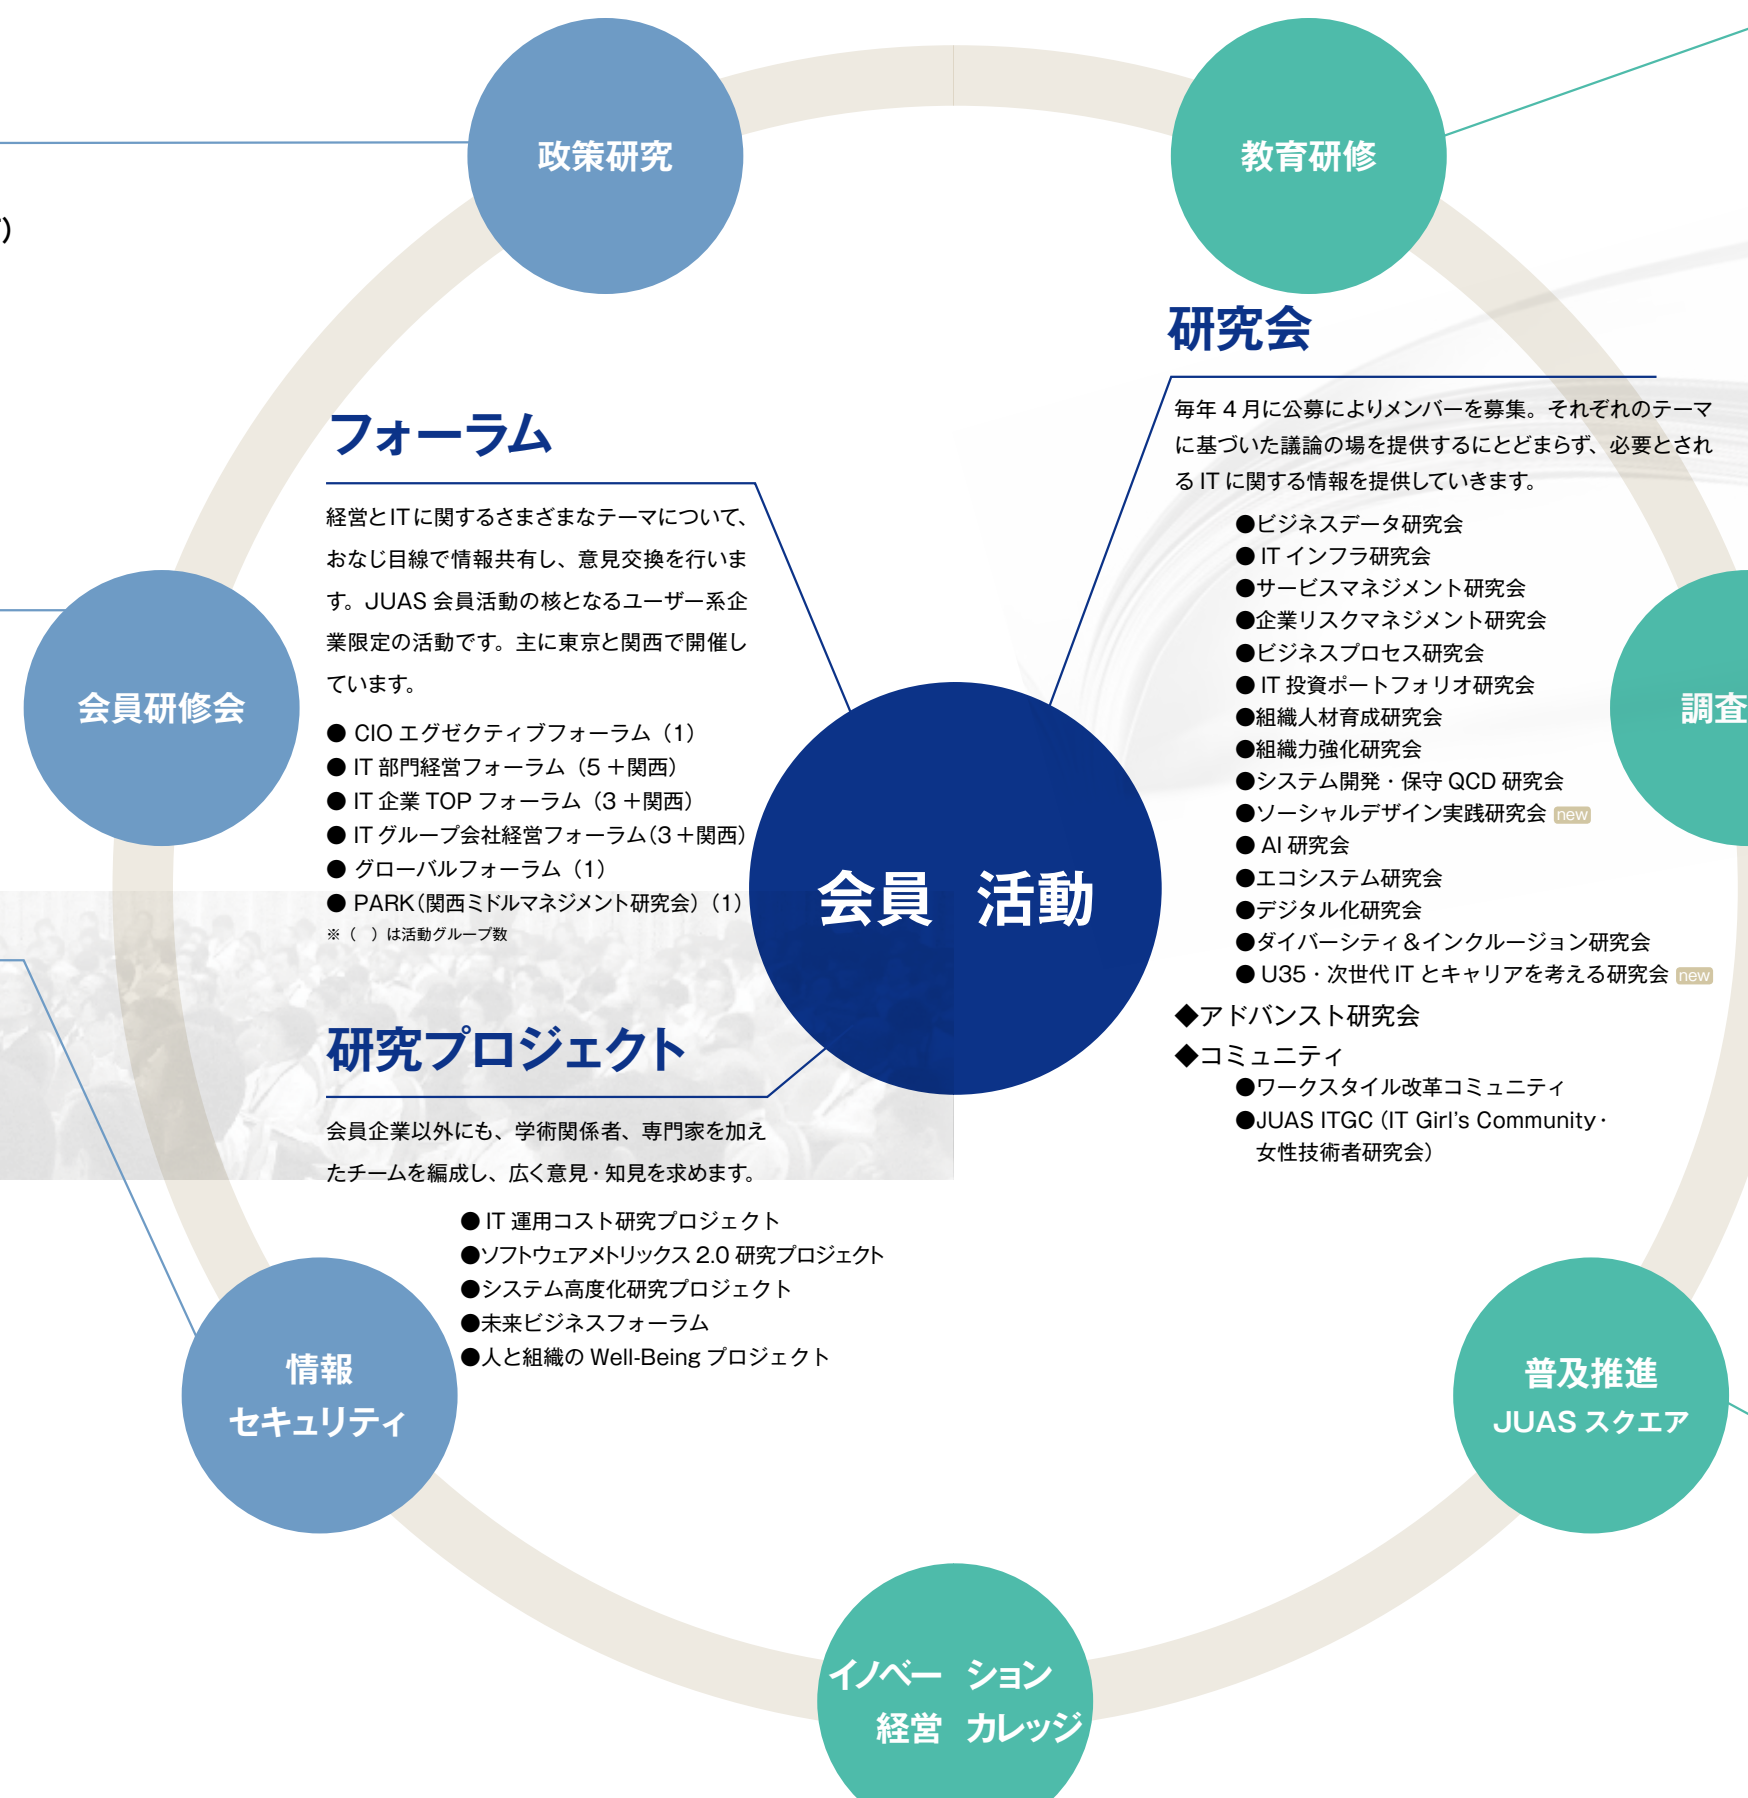 政策研究
教育研修
)
研究会
毎年 4 月に公募によりメンバーを募集。それぞれのテーマ
に基づいた議論の場を提供するにとどまらず、必要とされ
る IT に関する情報を提供していきます。
●ビジネスデータ研究会
● IT インフラ研究会
●サービスマネジメント研究会
●企業リスクマネジメント研究会
●ビジネスプロセス研究会
● IT 投資ポートフォリオ研究会
●組織人材育成研究会
●組織力強化研究会
●システム開発・保守 QCD 研究会
●ソーシャルデザイン実践研究会 new
● AI 研究会
●エコシステム研究会
●デジタル化研究会
●ダイバーシティ＆インクルージョン研究会
● U35・次世代 IT とキャリアを考える研究会 new
◆アドバンスト研究会
◆コミュニティ
●ワークスタイル改革コミュニティ
●JUAS ITGC（IT Girl’s Community・
女性技術者研究会）
フォーラム
経営とITに関するさまざまなテーマについて、
おなじ目線で情報共有し、意見交換を行いま
す。JUAS 会員活動の核となるユーザー系企
業限定の活動です。主に東京と関西で開催し
ています。
● CIO エグゼクティブフォーラム（1）
● IT 部門経営フォーラム（5 ＋関西）
● IT 企業 TOP フォーラム（3 ＋関西）
● IT グループ会社経営フォーラム（3＋関西）
● グローバルフォーラム（1）
● PARK（関西ミドルマネジメント研究会）（1）
※（　）は活動グループ数
会員研修会
会員 活動
調査
研究プロジェクト
会員企業以外にも、学術関係者、専門家を加え
たチームを編成し、広く意見・知見を求めます。
● IT 運用コスト研究プロジェクト
●ソフトウェアメトリックス 2.0 研究プロジェクト
●システム高度化研究プロジェクト
●未来ビジネスフォーラム
●人と組織の Well-Being プロジェクト
情報
セキュリティ
普及推進
JUAS スクエア
イノベー ション
経営 カレッジ